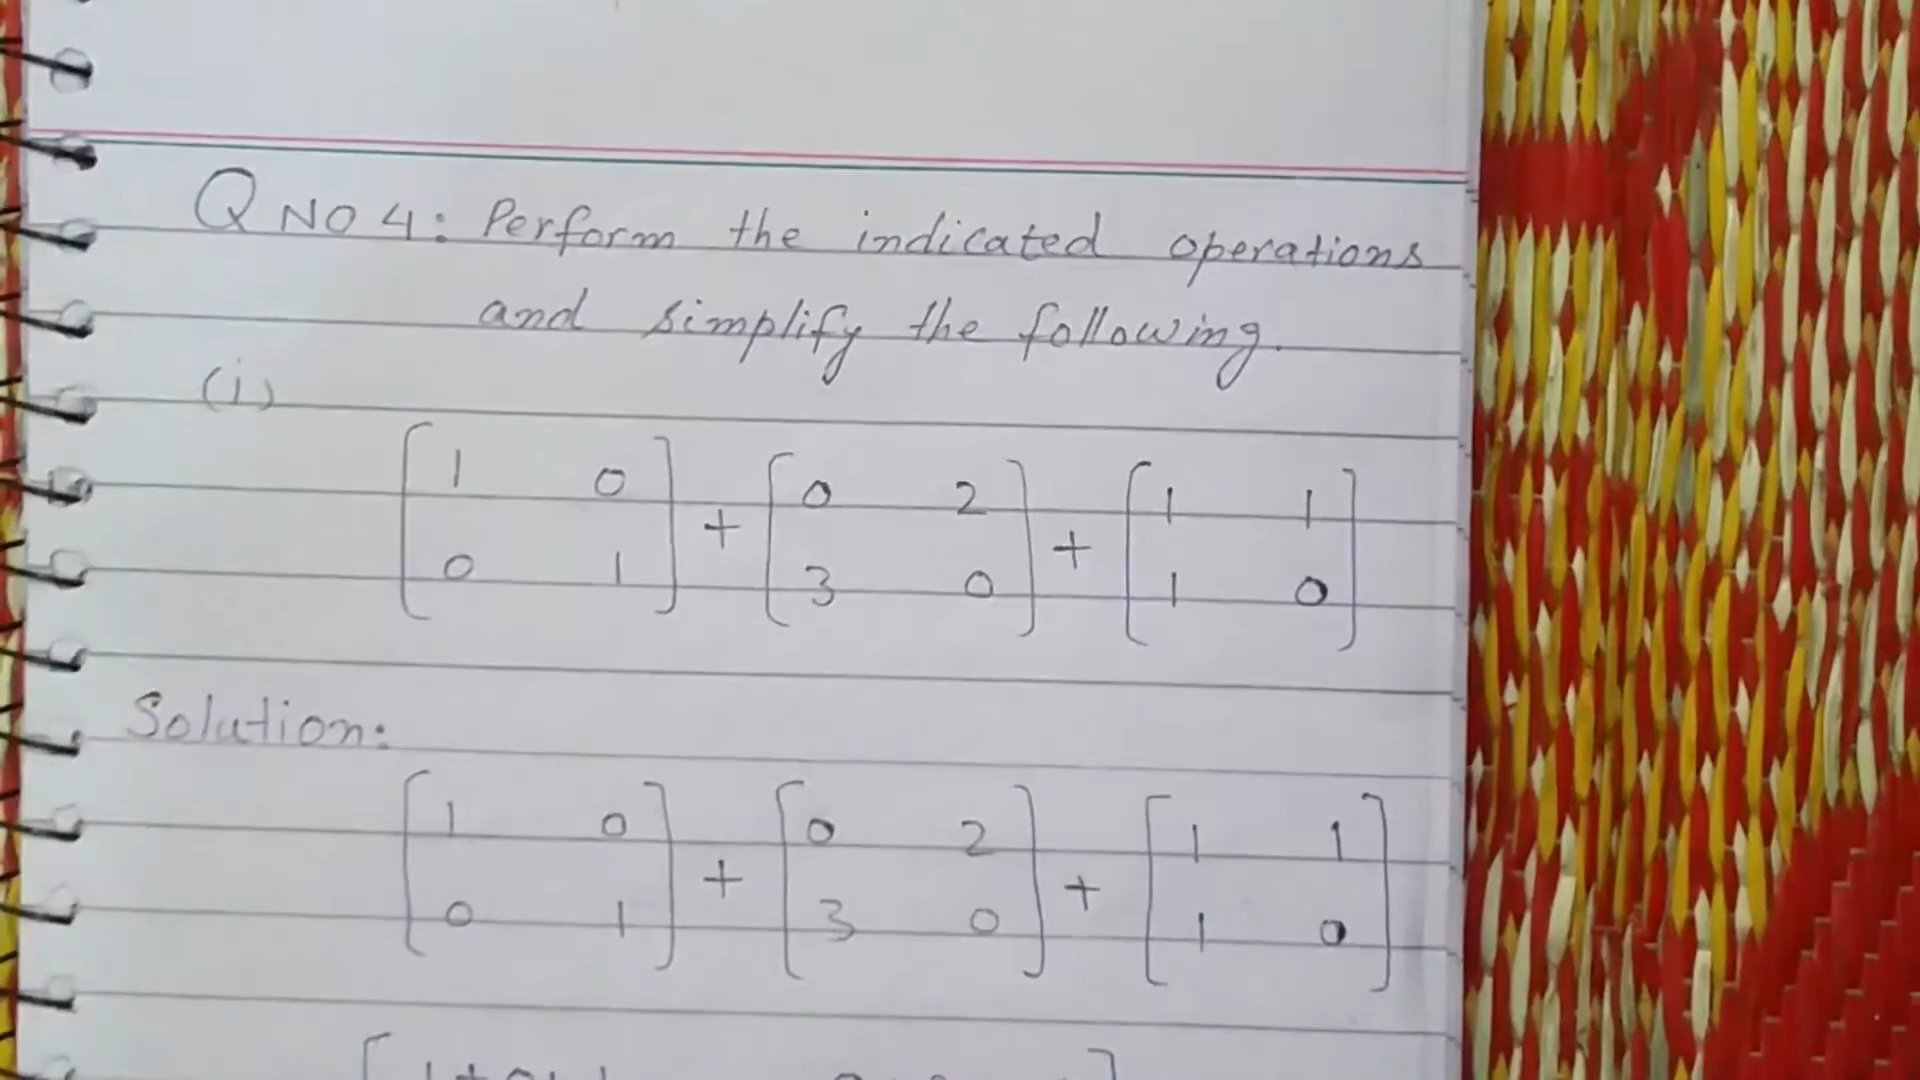 Q NO 4: Perform the indicated operations
and simplify the following.
(i)
[1 0] + [0 2] + [1 1]
[0 1] [3 0] [1 0]
Solution:
[1 0] + [0 2] + [1 1]
[0 1] [3 0] [1 0]